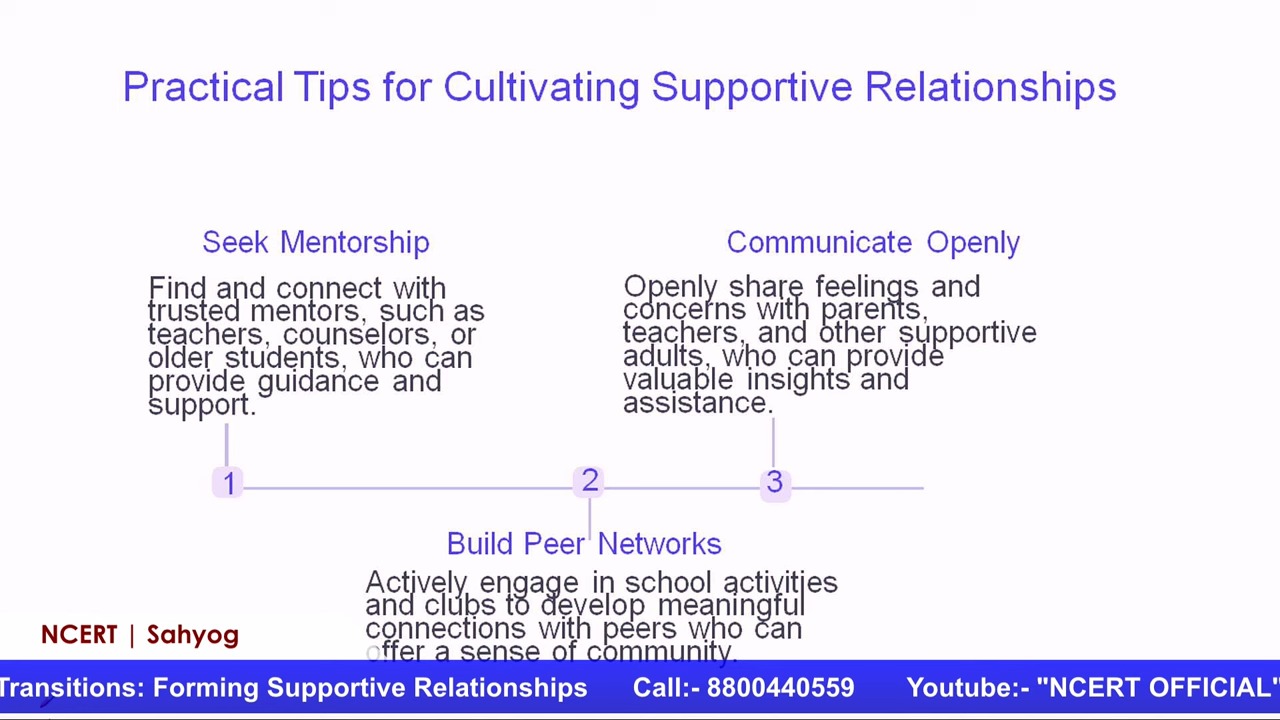 Practical Tips for Cultivating Supportive Relationships
Seek Mentorship
Find and connect with
trusted mentors, such as
teachers, counselors, or
older students, who can
provide guidance and
support.
Communicate Openly
Openly share feelings and
concerns with parents,
teachers, and other supportive
adults, who can provide
valuable insights and
assistance.
1
2
3
Build Peer Networks
Actively engage in school activities
and clubs to develop meaningful
connections with peers who can
offer a sense of community.
NCERT | Sahyog
Transitions: Forming Supportive Relationships Call:- 8800440559 Youtube:- "NCERT OFFICIAL"